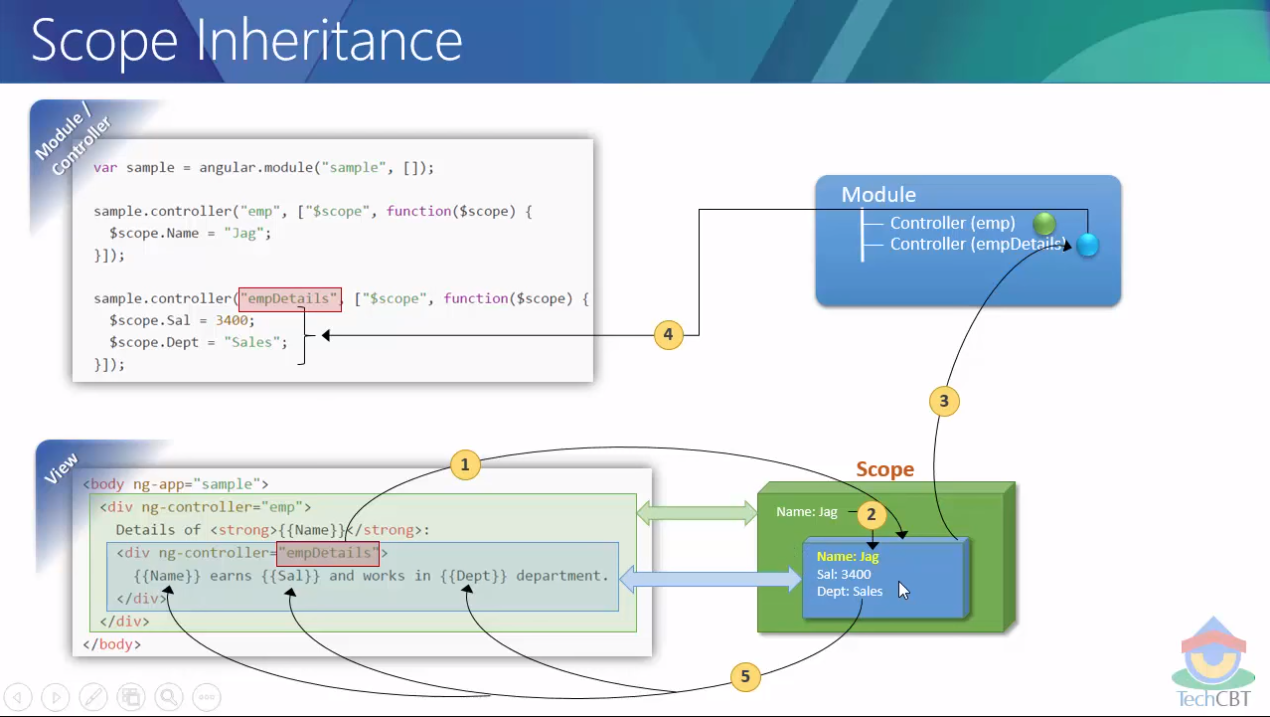 Scope Inheritance
Module /
Controller
var sample = angular.module("sample", []);
sample.controller("emp", ["$scope", function($scope) {
$scope.Name = "Jag";
}]);
sample.controller("empDetails", ["$scope", function($scope) {
$scope.Sal = 3400;
$scope.Dept = "Sales";
}]);
Module
Controller (emp)
Controller (empDetails)
4
3
View
1
<body ng-app="sample">
<div ng-controller="emp">
Details of <strong>{{Name}}</strong>:
<div ng-controller="empDetails">
{{Name}} earns {{Sal}} and works in {{Dept}} department.
</div>
</div>
</body>
Scope
Name: Jag
2
Name: Jag
Sal: 3400
Dept: Sales
5
TechCBT